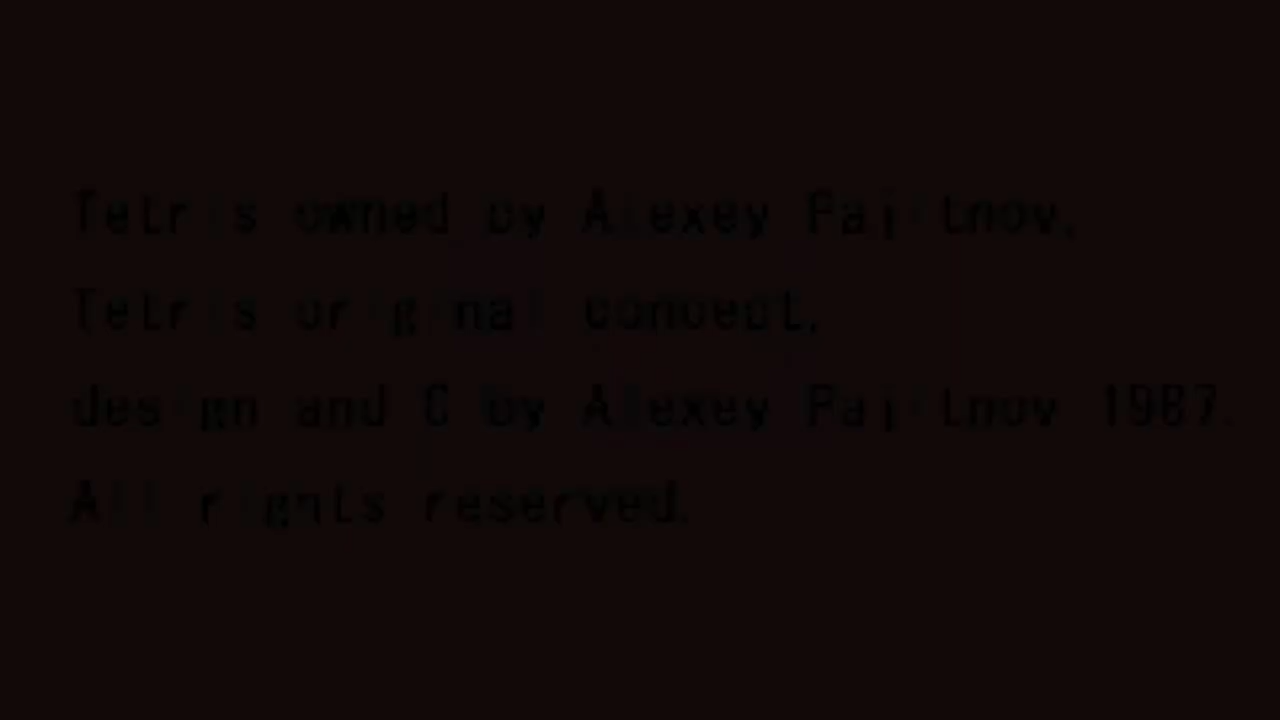 Tetris owned by Alexey Pajitnov,
Tetris original concept,
design and © by Alexey Pajitnov 1987.
All rights reserved.